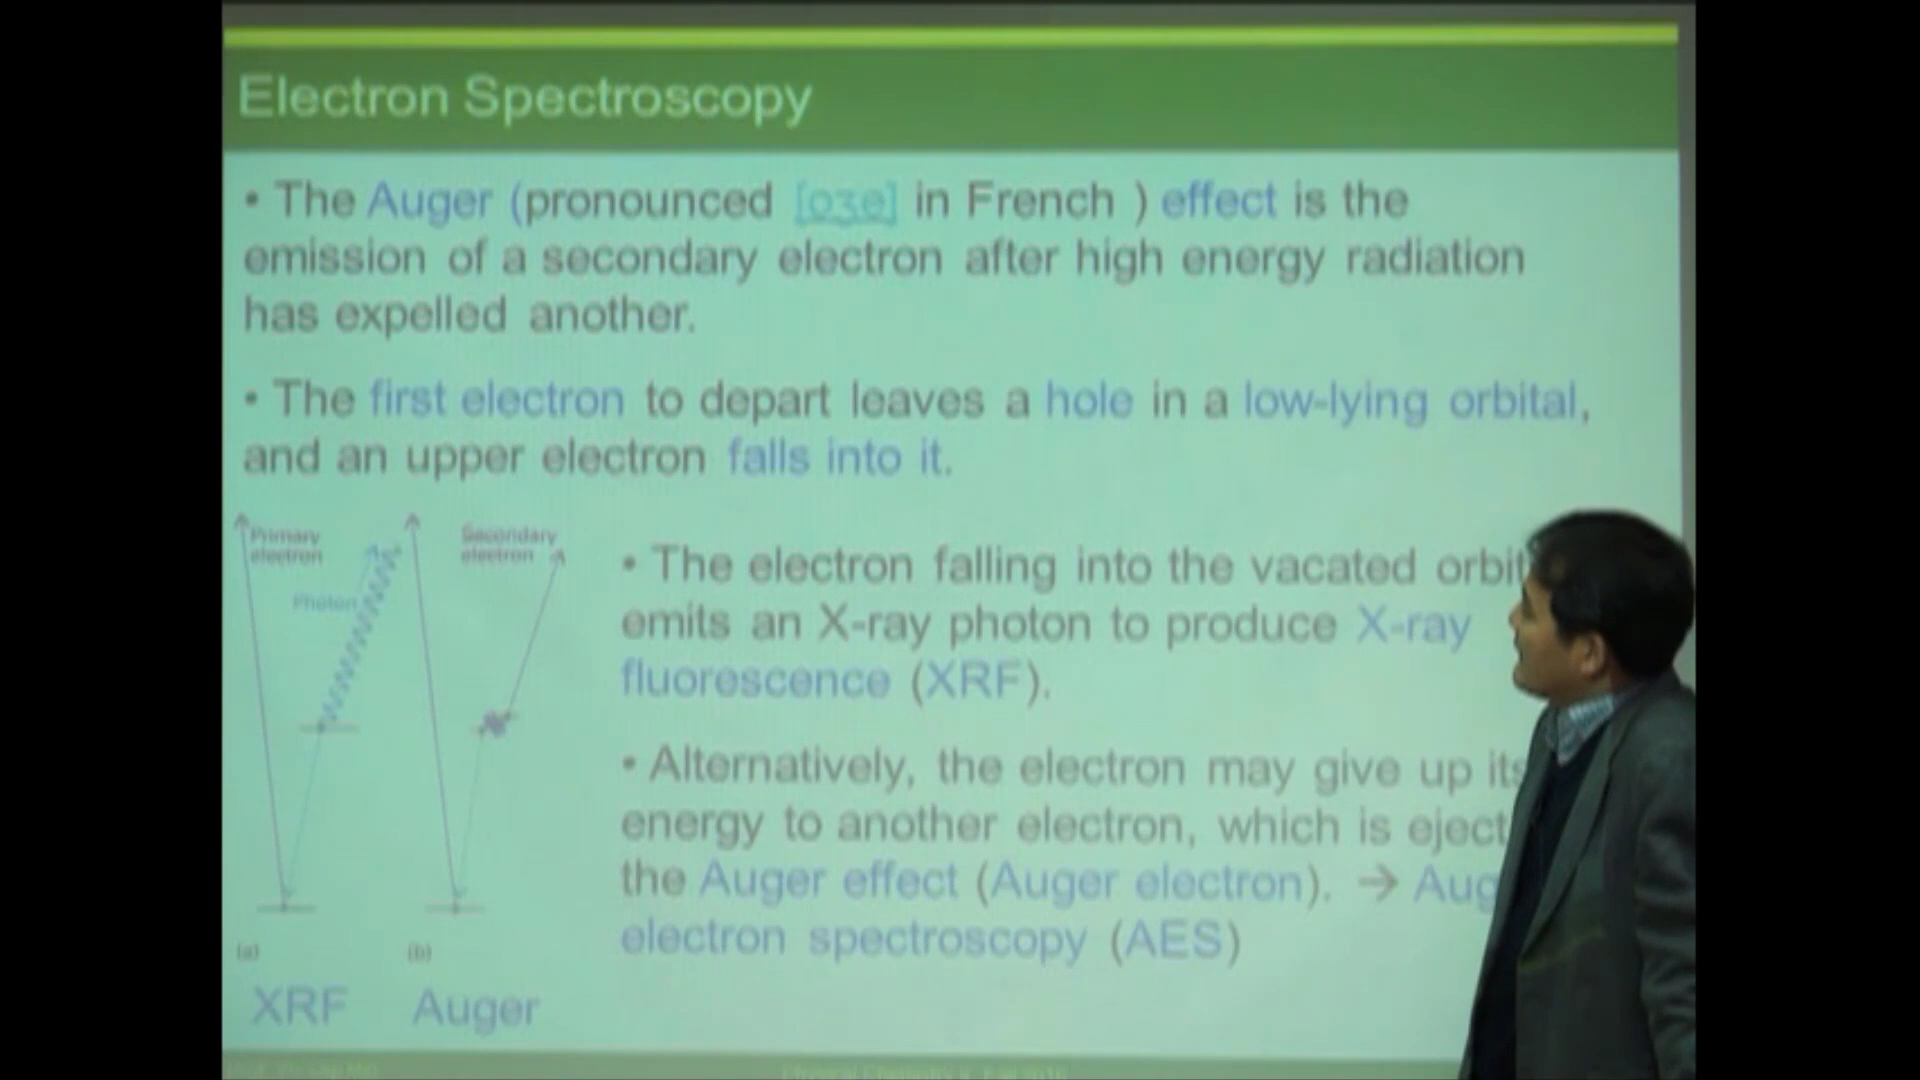 Electron Spectroscopy
• The Auger (pronounced [oʒe] in French ) effect is the
emission of a secondary electron after high energy radiation
has expelled another.
• The first electron to depart leaves a hole in a low-lying orbital,
and an upper electron falls into it.
Primary
electron
Photon
Secondary
electron
(a)
(b)
XRF
Auger
• The electron falling into the vacated orbit
emits an X-ray photon to produce X-ray
fluorescence (XRF).
• Alternatively, the electron may give up its
energy to another electron, which is eject
the Auger effect (Auger electron). → Aug
electron spectroscopy (AES)